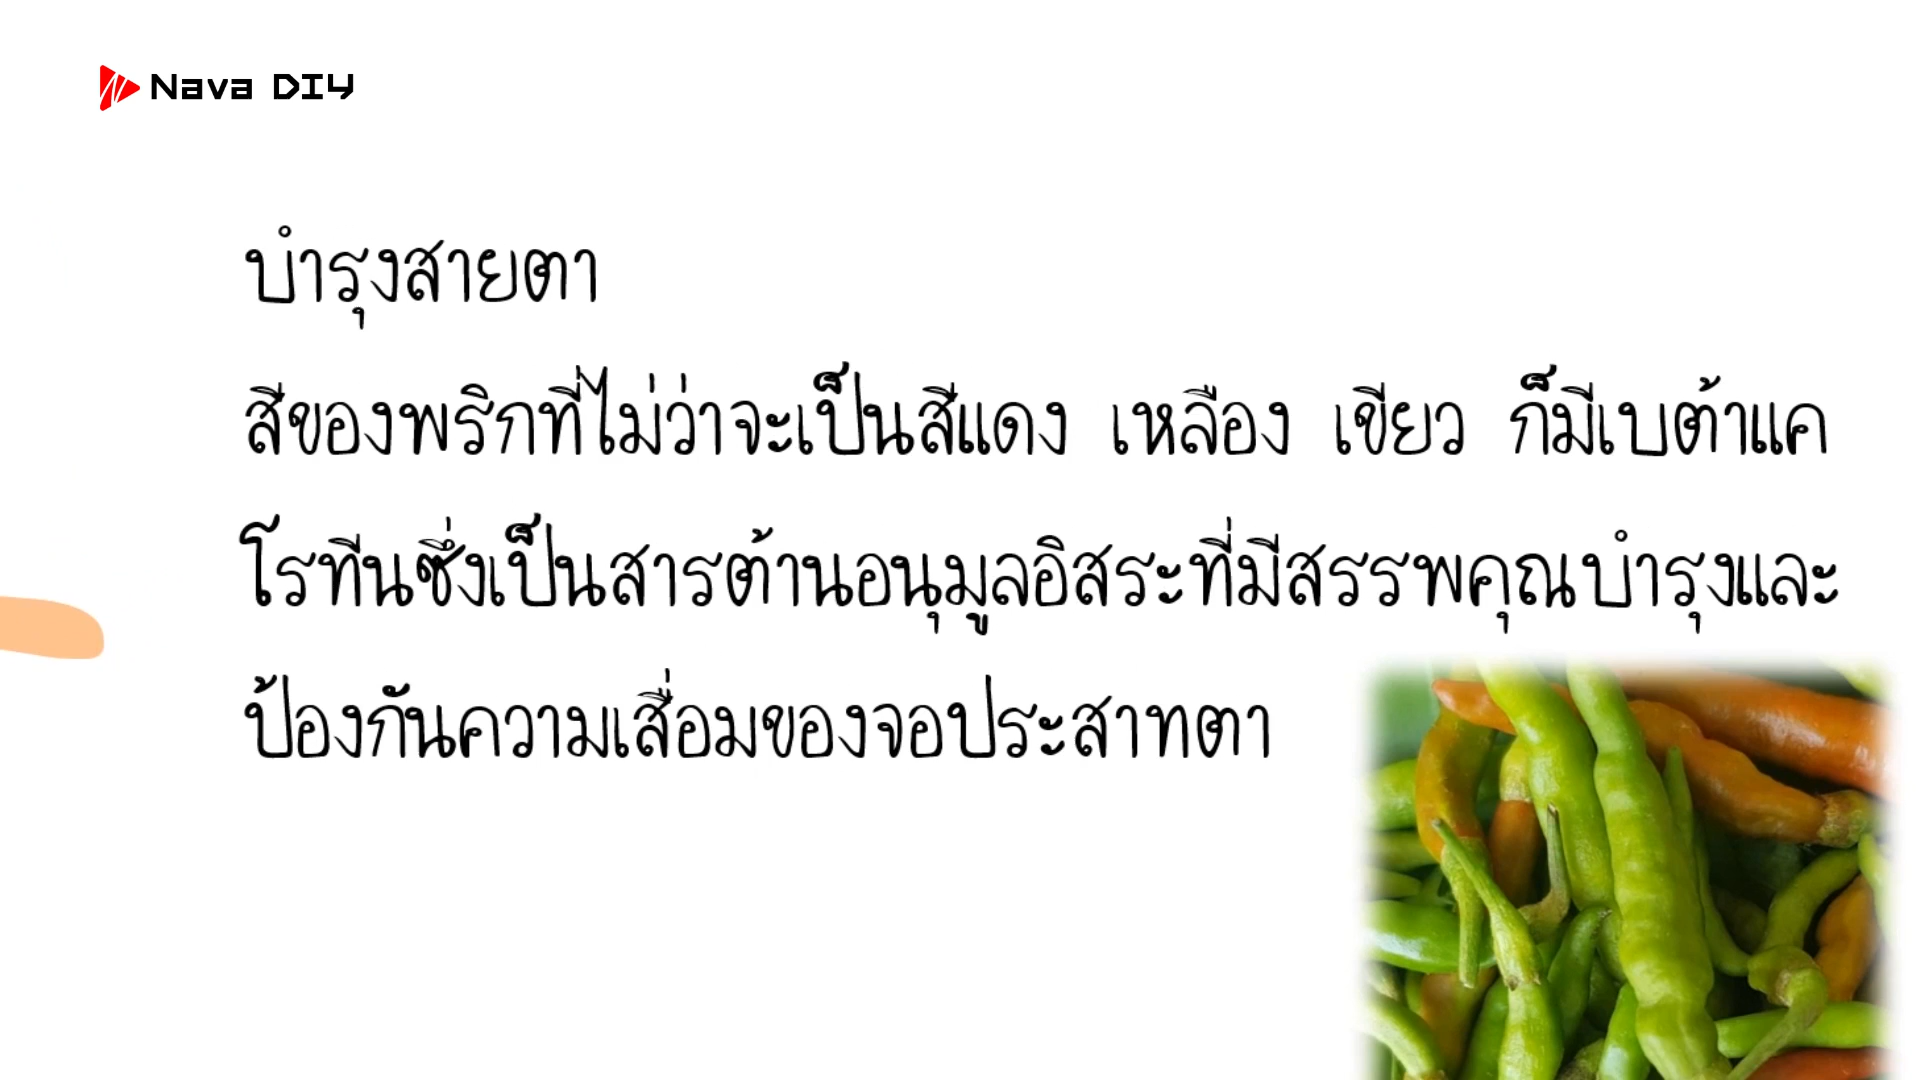 Nava DIY
บำรุงสายตา
สีของพริกที่ไม่ว่าจะเป็นสีแดง เหลือง เขียว ก็มีเบต้าแค
โรทีนซึ่งเป็นสารต้านอนุมูลอิสระที่มีสรรพคุณบำรุงและ
ป้องกันความเสื่อมของจอประสาทตา